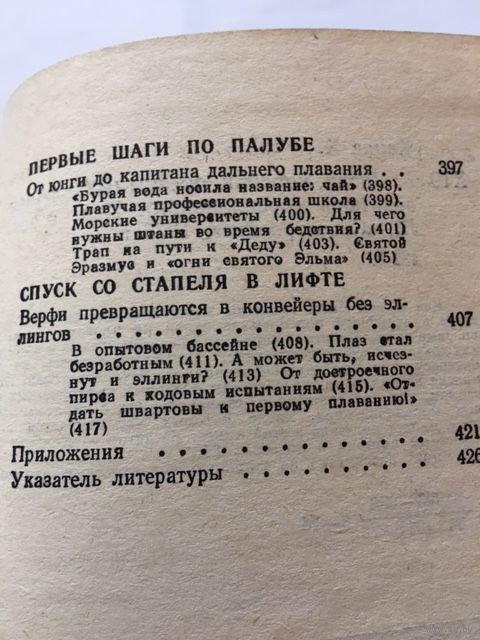 ПЕРВЫЕ ШАГИ ПО ПАЛУБЕ
От юнги до капитана дальнего плавания . . 397
«Бурая вода носила название: чай» (398).
Плавучая профессиональная школа (399).
Морские университеты (400). Для чего
нужны штаны во время бедствия? (401)
Трап на пути к «Деду» (403). Святой
Эразмус и «огни святого Эльма» (405)
СПУСК СО СТАПЕЛЯ В ЛИФТЕ
Верфи превращаются в конвейеры без эл-
лингов . . . . . . . . . . . . . . . 407
В опытовом бассейне (408). Плаз стал
безработным (411). А может быть, исчез-
нут и эллинги? (413) От достроечного
пирса к ходовым испытаниям (415). «От-
дать швартовы к первому плаванию!»
(417)
Приложения . . . . . . . . . . . . . 421
Указатель литературы . . . . . . . . . 426